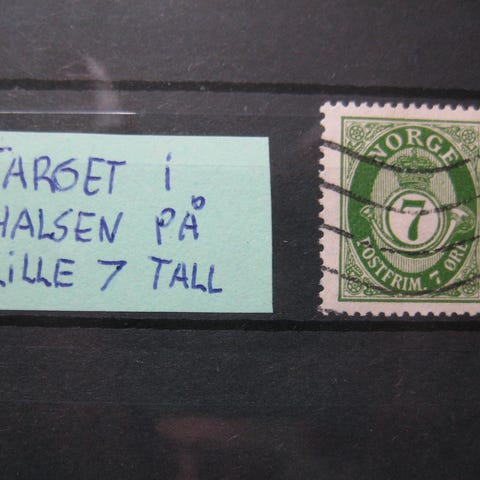 TARGET i
HALSEN PÅ
LiLLE 7 TALL
NORGE
7
POSTFRIM. 7 ØRE